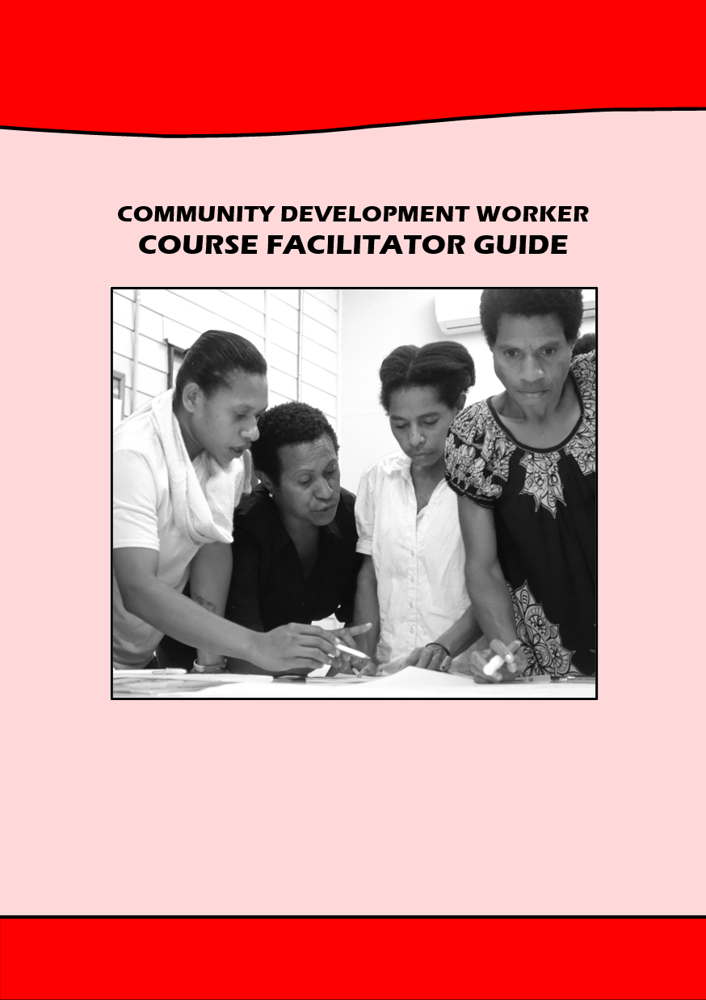 COMMUNITY DEVELOPMENT WORKER
COURSE FACILITATOR GUIDE